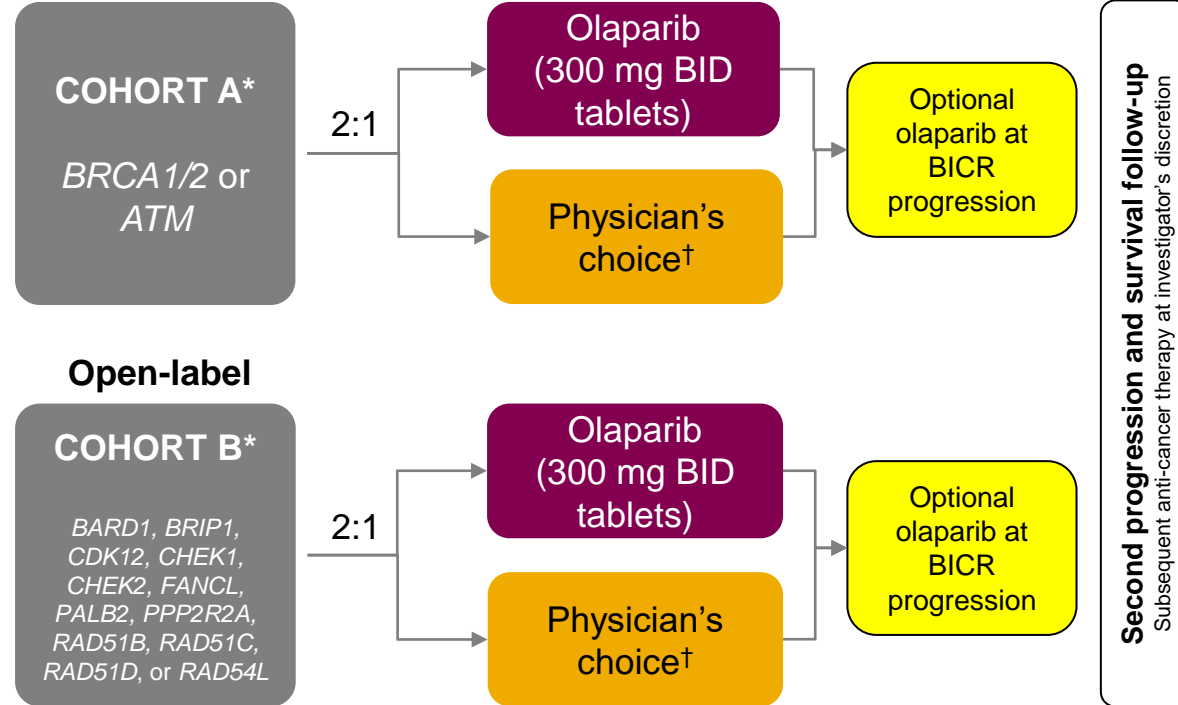 COHORT A*
BRCA1/2 or
ATM
2:1
Olaparib
(300 mg BID
tablets)
Physician’s
choice†
Optional
olaparib at
BICR
progression
Open-label
COHORT B*
BARD1, BRIP1,
CDK12, CHEK1,
CHEK2, FANCL,
PALB2, PPP2R2A,
RAD51B, RAD51C,
RAD51D, or RAD54L
2:1
Olaparib
(300 mg BID
tablets)
Physician’s
choice†
Optional
olaparib at
BICR
progression
Second progression and survival follow-up
Subsequent anti-cancer therapy at investigator’s discretion